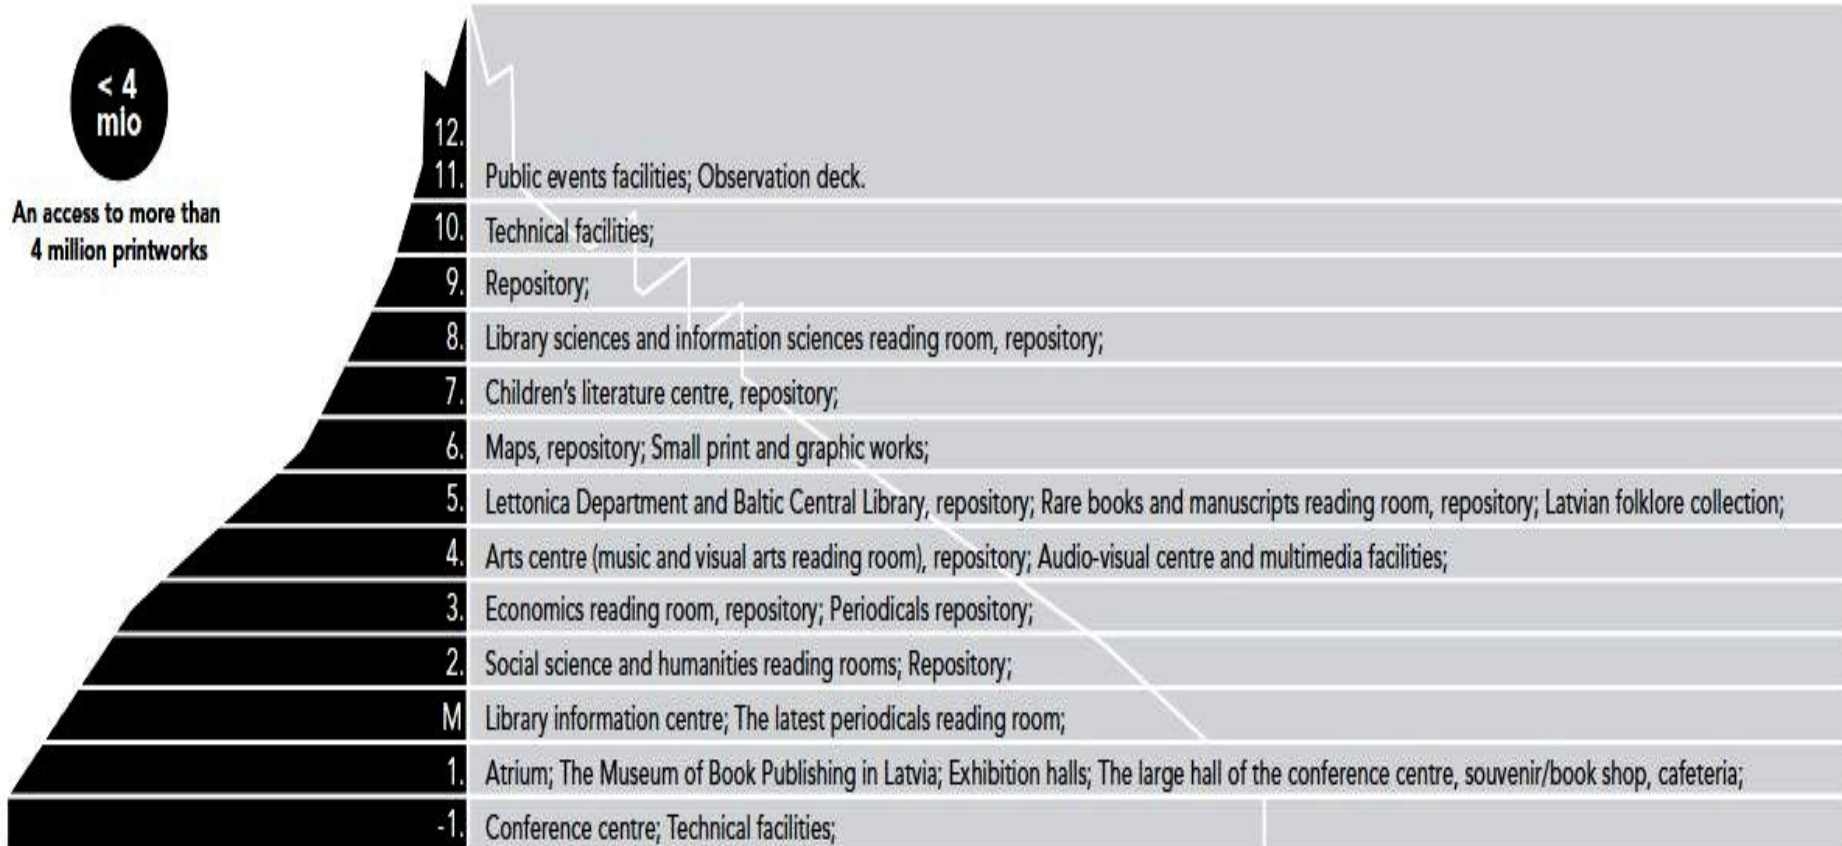 < 4
mio
An access to more than
4 million printworks
12.
11. Public events facilities; Observation deck.
10. Technical facilities;
9. Repository;
8. Library sciences and information sciences reading room, repository;
7. Children's literature centre, repository;
6. Maps, repository; Small print and graphic works;
5. Lettonica Department and Baltic Central Library, repository; Rare books and manuscripts reading room, repository; Latvian folklore collection;
4. Arts centre (music and visual arts reading room), repository; Audio-visual centre and multimedia facilities;
3. Economics reading room, repository; Periodicals repository;
2. Social science and humanities reading rooms; Repository;
M Library information centre; The latest periodicals reading room;
1. Atrium; The Museum of Book Publishing in Latvia; Exhibition halls; The large hall of the conference centre, souvenir/book shop, cafeteria;
-1. Conference centre; Technical facilities;